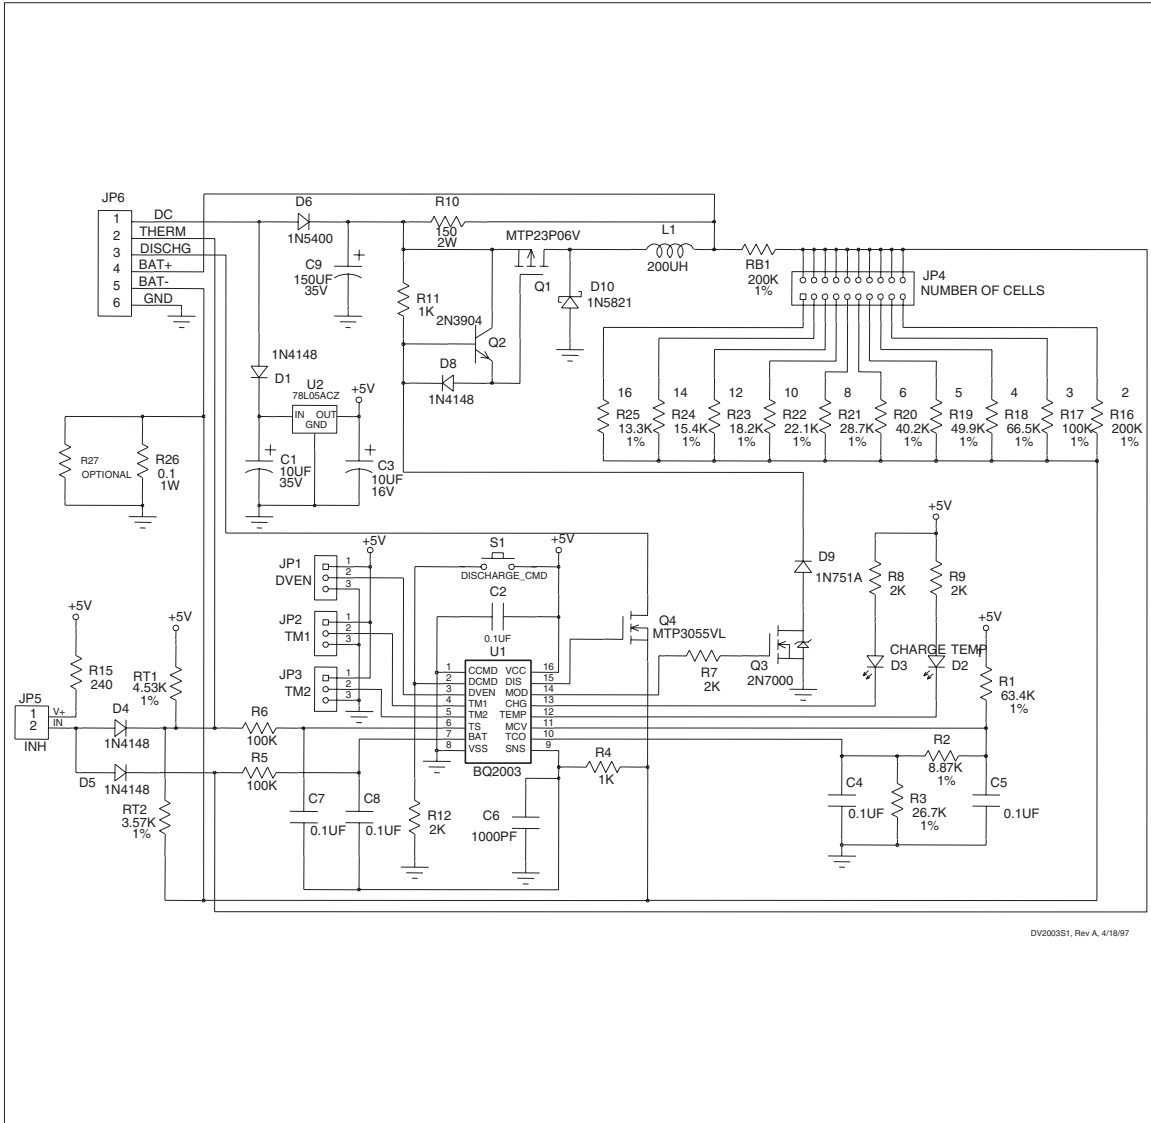 JP6
1 DC
2 THERM
3 DISCHG
4 BAT+
5 BAT-
6 GND
D6
1N5400
R10
150
2W
MTP23P06V
Q1
L1
200UH
RB1
200K
1%
JP4
NUMBER OF CELLS
+
C9
150UF
35V
R11
1K
2N3904
Q2
D10
1N5821
D8
1N4148
1N4148
D1
U2
78L05ACZ
IN OUT
GND
+5V
+
C1
10UF
35V
+
C3
10UF
16V
R27
OPTIONAL
R26
0.1
1W
16
R25
13.3K
1%
14
R24
15.4K
1%
12
R23
18.2K
1%
10
R22
22.1K
1%
8
R21
28.7K
1%
6
R20
40.2K
1%
5
R19
49.9K
1%
4
R18
66.5K
1%
3
R17
100K
1%
2
R16
200K
1%
JP1
DVEN
1
2
3
+5V
JP2
TM1
1
2
3
JP3
TM2
1
2
3
S1
DISCHARGE_CMD
+5V
C2
0.1UF
U1
1 CCMD VCC 16
2 DCMD DIS 15
3 DVEN MOD 14
4 TM1 CHG 13
5 TM2 TEMP 12
6 TS MCV 11
7 BAT TCO 10
8 VSS SNS 9
BQ2003
Q4
MTP3055VL
D9
1N751A
R7
2K
Q3
2N7000
+5V
R8
2K
R9
2K
CHARGE TEMP
D3
D2
+5V
R1
63.4K
1%
+5V
R15
240
+5V
RT1
4.53K
1%
JP5
1 V+
2 IN
INH
D4
1N4148
D5
1N4148
R6
100K
R5
100K
RT2
3.57K
1%
C7
0.1UF
C8
0.1UF
R12
2K
C6
1000PF
R4
1K
R2
8.87K
1%
C4
0.1UF
R3
26.7K
1%
C5
0.1UF
DV2003S1, Rev A, 4/18/97